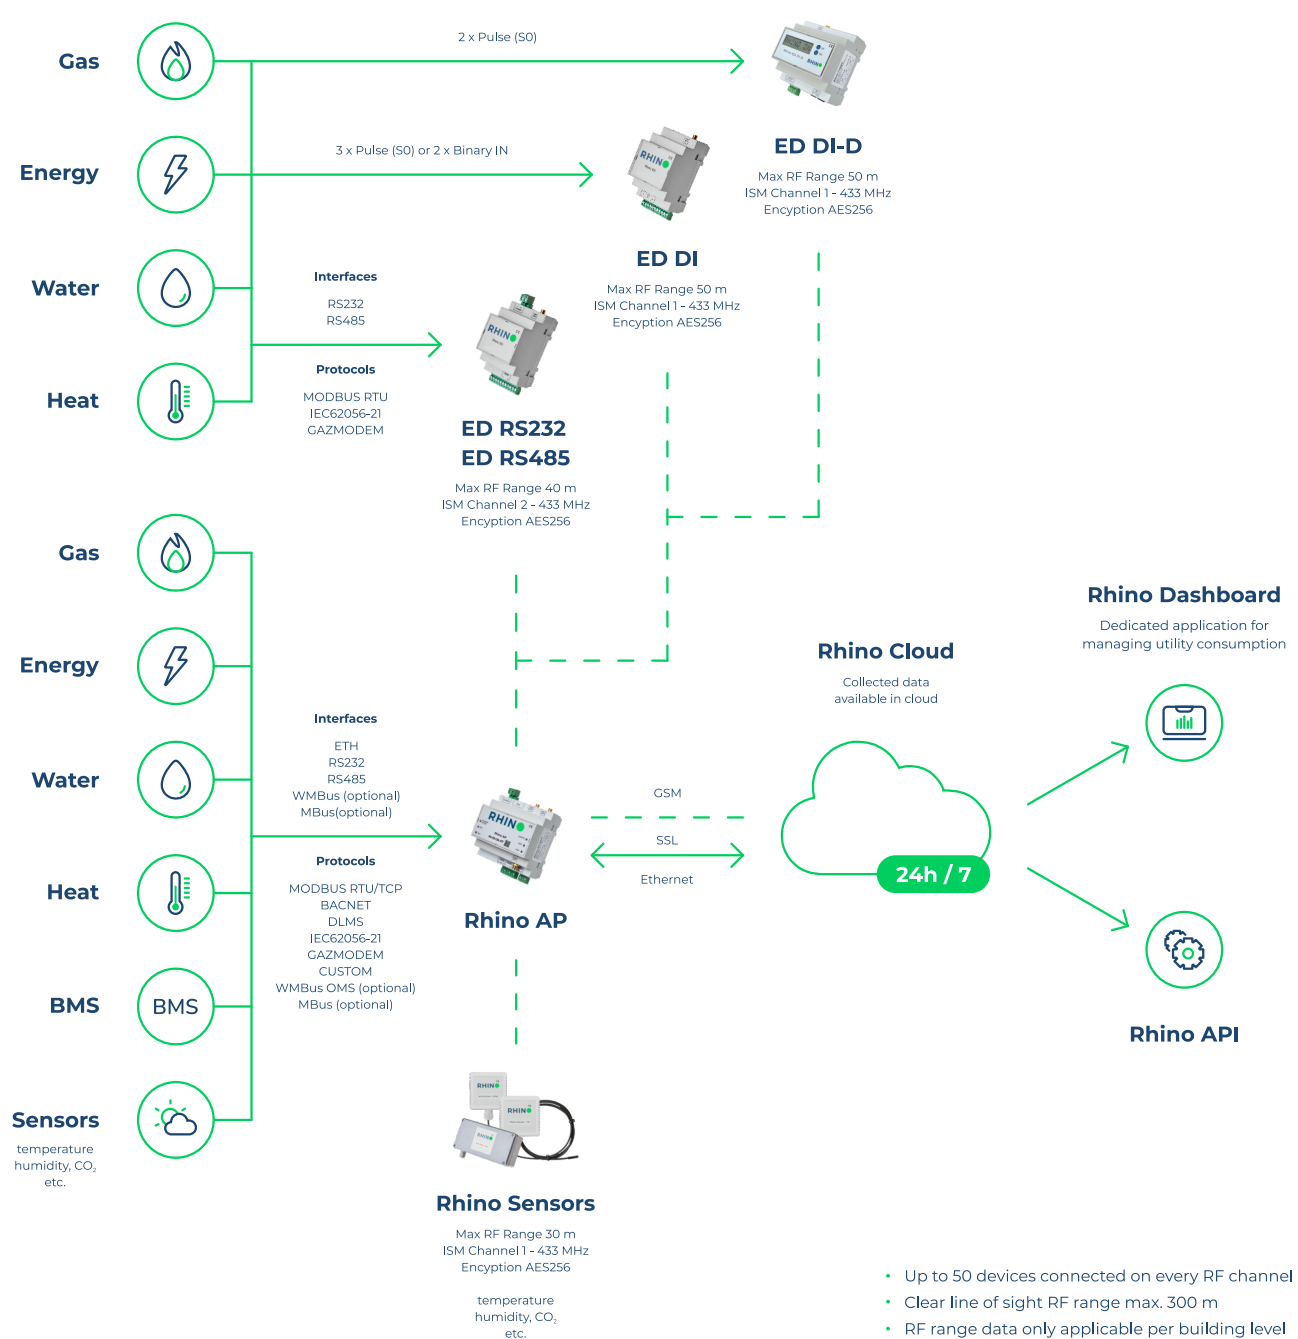 Gas
2 x Pulse (S0)
RHINO
ED DI-D
Max RF Range 50 m
ISM Channel 1 - 433 MHz
Encyption AES256
Energy
3 x Pulse (S0) or 2 x Binary IN
RHINO
ED DI
Max RF Range 50 m
ISM Channel 1 - 433 MHz
Encyption AES256
Water
Interfaces
RS232
RS485
RHINO
Heat
Protocols
MODBUS RTU
IEC62056-21
GAZMODEM
ED RS232
ED RS485
Max RF Range 40 m
ISM Channel 2 - 433 MHz
Encyption AES256
Gas
Energy
Water
Heat
BMS
BMS
Sensors
temperature
humidity, CO₂
etc.
Interfaces
ETH
RS232
RS485
WMBus (optional)
MBus(optional)
Protocols
MODBUS RTU/TCP
BACNET
DLMS
IEC62056-21
GAZMODEM
CUSTOM
WMBus OMS (optional)
MBus (optional)
RHINO
Rhino AP
GSM
SSL
Ethernet
Rhino Cloud
Collected data
available in cloud
24h / 7
Rhino Dashboard
Dedicated application for
managing utility consumption
Rhino API
RHINO
RHINO
RHINO
Rhino Sensors
Max RF Range 30 m
ISM Channel 1 - 433 MHz
Encyption AES256
temperature
humidity, CO₂
etc.
• Up to 50 devices connected on every RF channel
• Clear line of sight RF range max. 300 m
• RF range data only applicable per building level